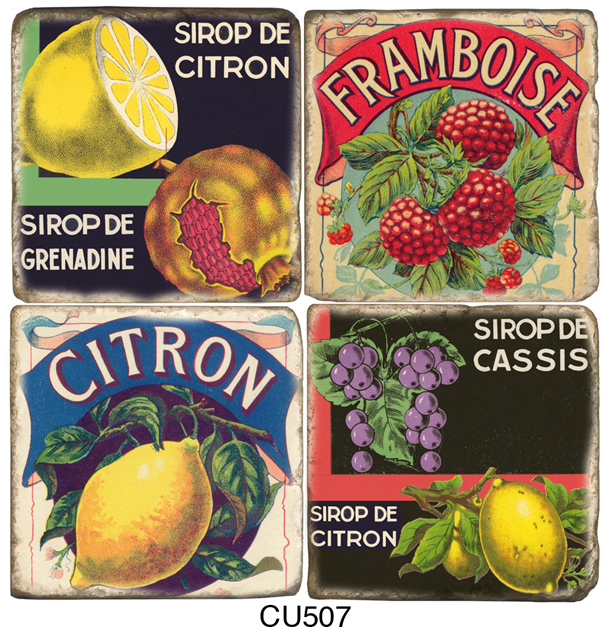 SIROP DE
CITRON
SIROP DE
GRENADINE
FRAMBOISE
CITRON
SIROP DE
CASSIS
SIROP DE
CITRON
CU507